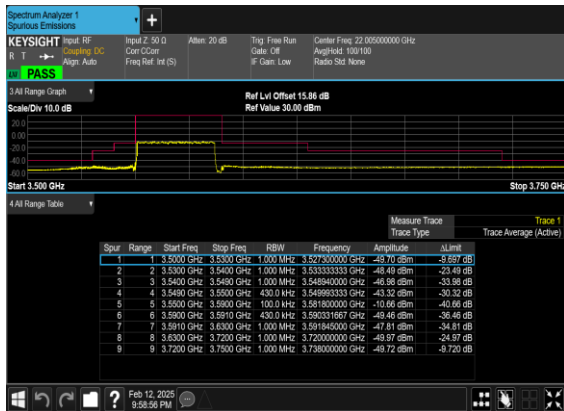 Spectrum Analyzer 1
Spurious Emissions
KEYSIGHT Input: RF Input Z: 50 Ω Atten: 20 dB Trig: Free Run Center Freq: 22.005000000 GHz
R T Coupling: DC Corr CCorr Gate: Off Avg|Hold: 100/100
Align: Auto Freq Ref: Int (S) IF Gain: Low Radio Std: None
PASS
3 All Range Graph
Ref Lvl Offset 15.86 dB
Scale/Div 10.0 dB Ref Value 30.00 dBm
20.0
0.00
-20.0
-40.0
-60.0
Start 3.500 GHz Stop 3.750 GHz
4 All Range Table
Measure Trace Trace 1
Trace Type Trace Average (Active)
Spur Range Start Freq Stop Freq RBW Frequency Amplitude ΔLimit
1 1 3.5000 GHz 3.5300 GHz 1.000 MHz 3.527300000 GHz -49.70 dBm -9.697 dB
2 2 3.5300 GHz 3.5400 GHz 1.000 MHz 3.533333333 GHz -48.49 dBm -23.49 dB
3 3 3.5400 GHz 3.5490 GHz 1.000 MHz 3.548940000 GHz -46.98 dBm -33.98 dB
4 4 3.5490 GHz 3.5500 GHz 430.0 kHz 3.549993333 GHz -43.32 dBm -30.32 dB
5 5 3.5500 GHz 3.5900 GHz 100.0 kHz 3.581800000 GHz -10.66 dBm -40.66 dB
6 6 3.5900 GHz 3.5910 GHz 430.0 kHz 3.590331667 GHz -49.46 dBm -36.46 dB
7 7 3.5910 GHz 3.6300 GHz 1.000 MHz 3.591845000 GHz -47.81 dBm -34.81 dB
8 8 3.6300 GHz 3.7200 GHz 1.000 MHz 3.720000000 GHz -49.97 dBm -24.97 dB
9 9 3.7200 GHz 3.7500 GHz 1.000 MHz 3.738000000 GHz -49.72 dBm -9.720 dB
Feb 12, 2025
9:58:56 PM